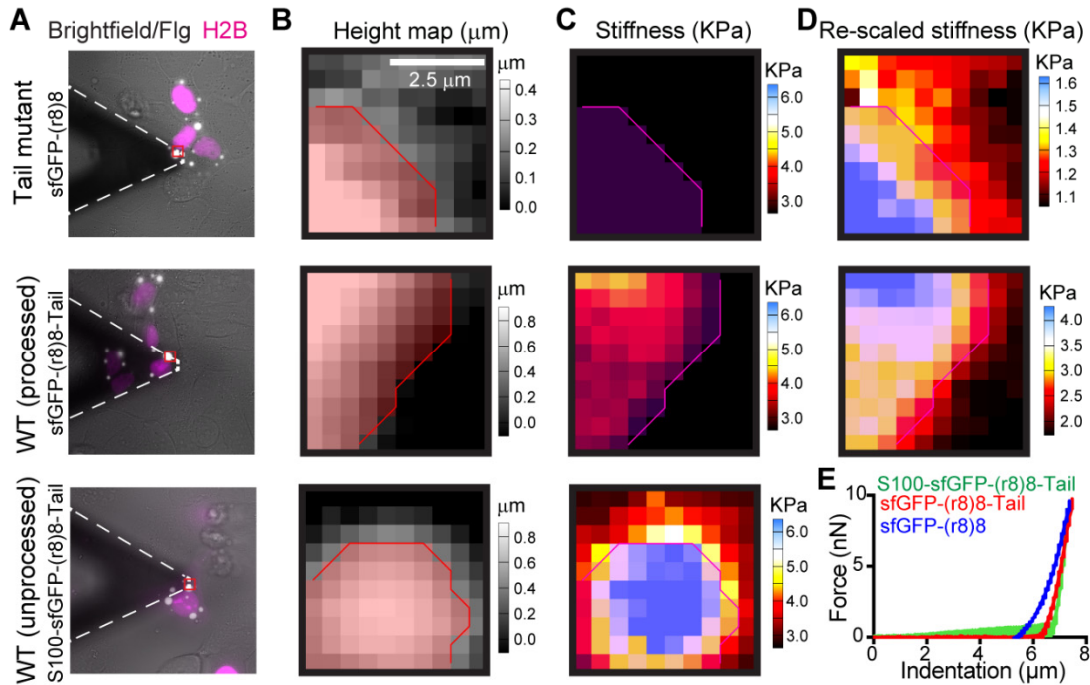 A Brightfield/Flg H2B
B Height map (μm)
C Stiffness (KPa)
D Re-scaled stiffness (KPa)
Tail mutant
sfGFP-(r8)8
2.5 μm
μm
0.4
0.3
0.2
0.1
0.0
KPa
6.0
5.0
4.0
3.0
KPa
1.6
1.5
1.4
1.3
1.2
1.1
WT (processed)
sfGFP-(r8)8-Tail
μm
0.8
0.6
0.4
0.2
0.0
KPa
6.0
5.0
4.0
3.0
KPa
4.0
3.5
3.0
2.5
2.0
WT (unprocessed)
S100-sfGFP-(r8)8-Tail
μm
0.8
0.6
0.4
0.2
0.0
KPa
6.0
5.0
4.0
3.0
E
S100-sfGFP-(r8)8-Tail
sfGFP-(r8)8-Tail
sfGFP-(r8)8
Force (nN)
10
0
0 2 4 6 8
Indentation (μm)